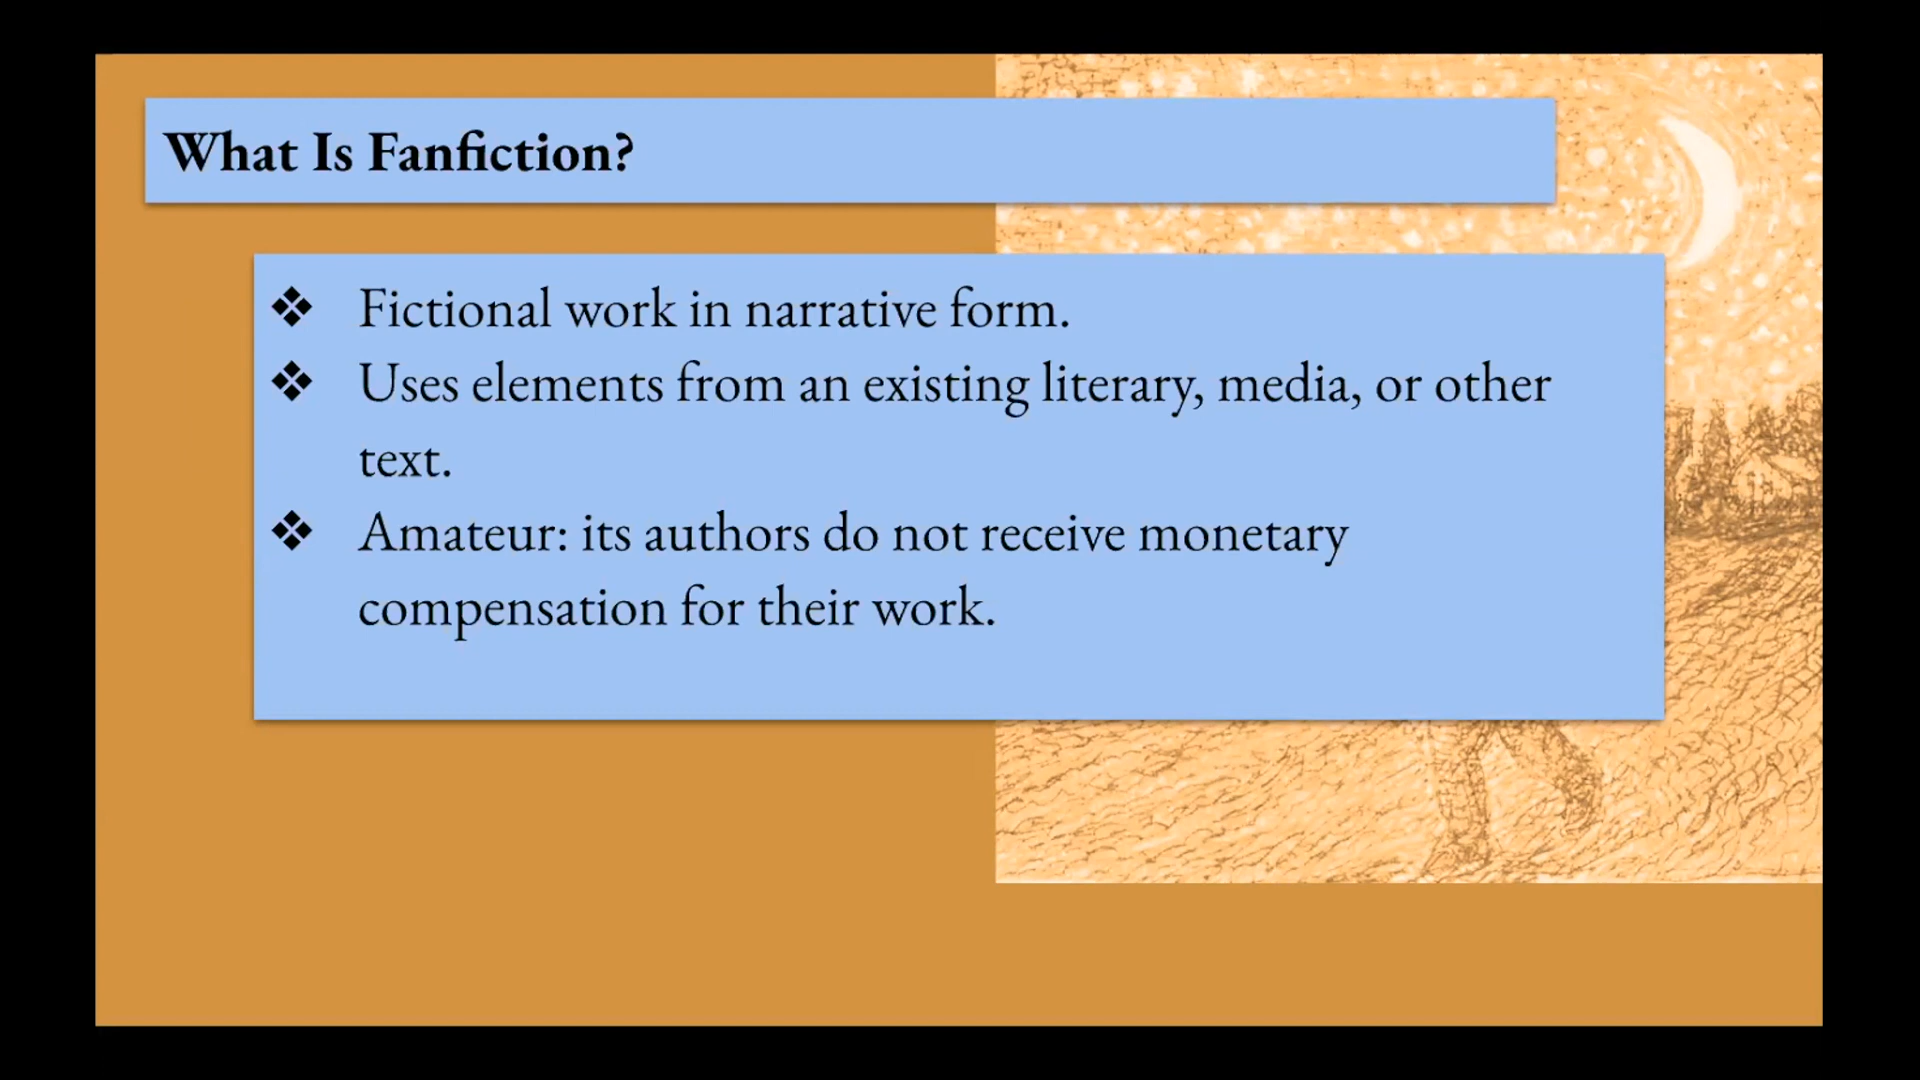 What Is Fanfiction?
❖ Fictional work in narrative form.
❖ Uses elements from an existing literary, media, or other
text.
❖ Amateur: its authors do not receive monetary
compensation for their work.